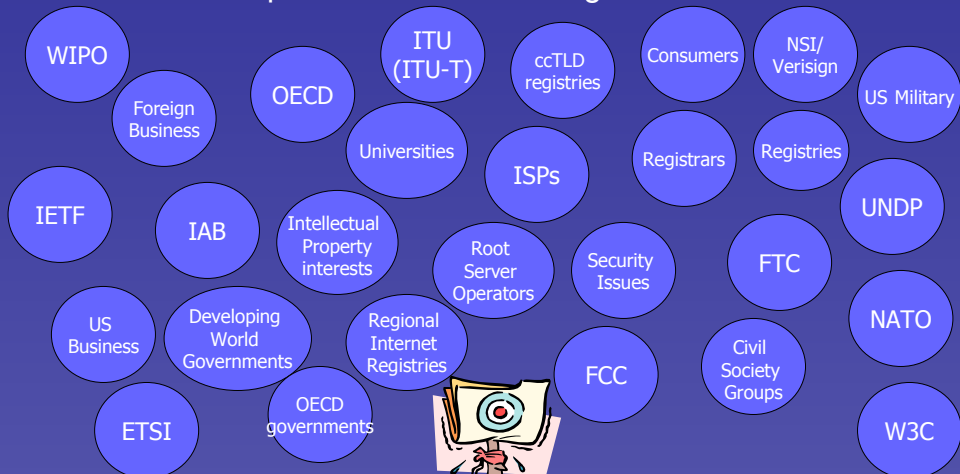 WIPO
ITU
(ITU-T)
ccTLD
registries
Consumers
NSI/
Verisign
US Military
Foreign
Business
OECD
Universities
ISPs
Registrars
Registries
IETF
IAB
Intellectual
Property
interests
Root
Server
Operators
Security
Issues
FTC
UNDP
US
Business
Developing
World
Governments
Regional
Internet
Registries
FCC
Civil
Society
Groups
NATO
ETSI
OECD
governments
W3C